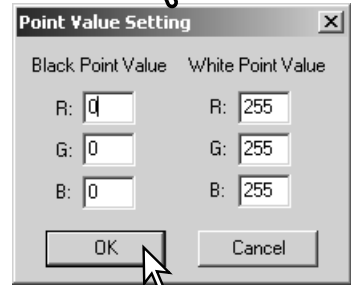 Point Value Setting
Black Point Value White Point Value
R: 0 R: 255
G: 0 G: 255
B: 0 B: 255
OK Cancel